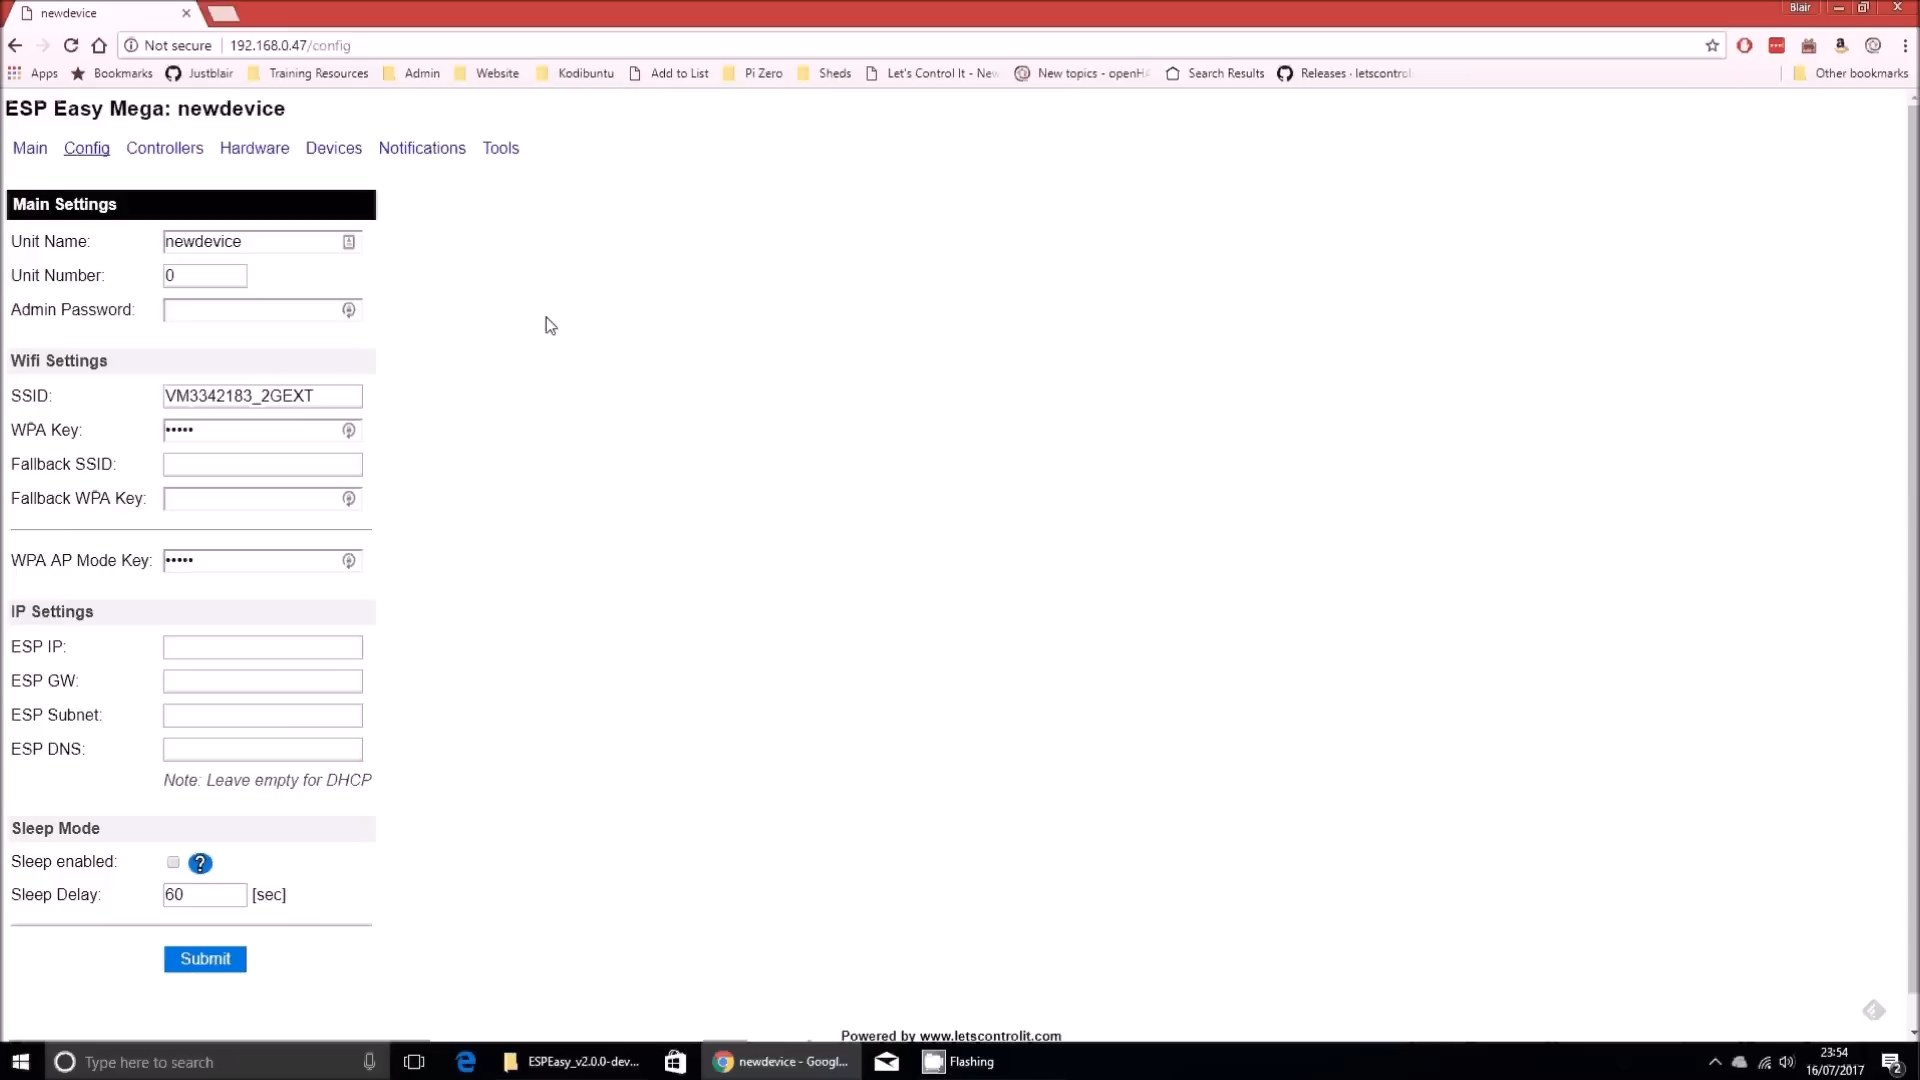 newdevice
Blair
Not secure 192.168.0.47/config
Apps Bookmarks Justblair Training Resources Admin Website Kodibuntu Add to List Pi Zero Sheds Let's Control It - New New topics - openH Search Results Releases · letscontrol Other bookmarks
ESP Easy Mega: newdevice
Main Config Controllers Hardware Devices Notifications Tools
Main Settings
Unit Name: newdevice
Unit Number: 0
Admin Password:
Wifi Settings
SSID: VM3342183_2GEXT
WPA Key: •••••
Fallback SSID:
Fallback WPA Key:
WPA AP Mode Key: •••••
IP Settings
ESP IP:
ESP GW:
ESP Subnet:
ESP DNS:
Note: Leave empty for DHCP
Sleep Mode
Sleep enabled: ?
Sleep Delay: 60 [sec]
Submit
Powered by www.letscontrolit.com
Type here to search ESPEasy_v2.0.0-dev... newdevice - Googl... Flashing
23:54
16/07/2017
2